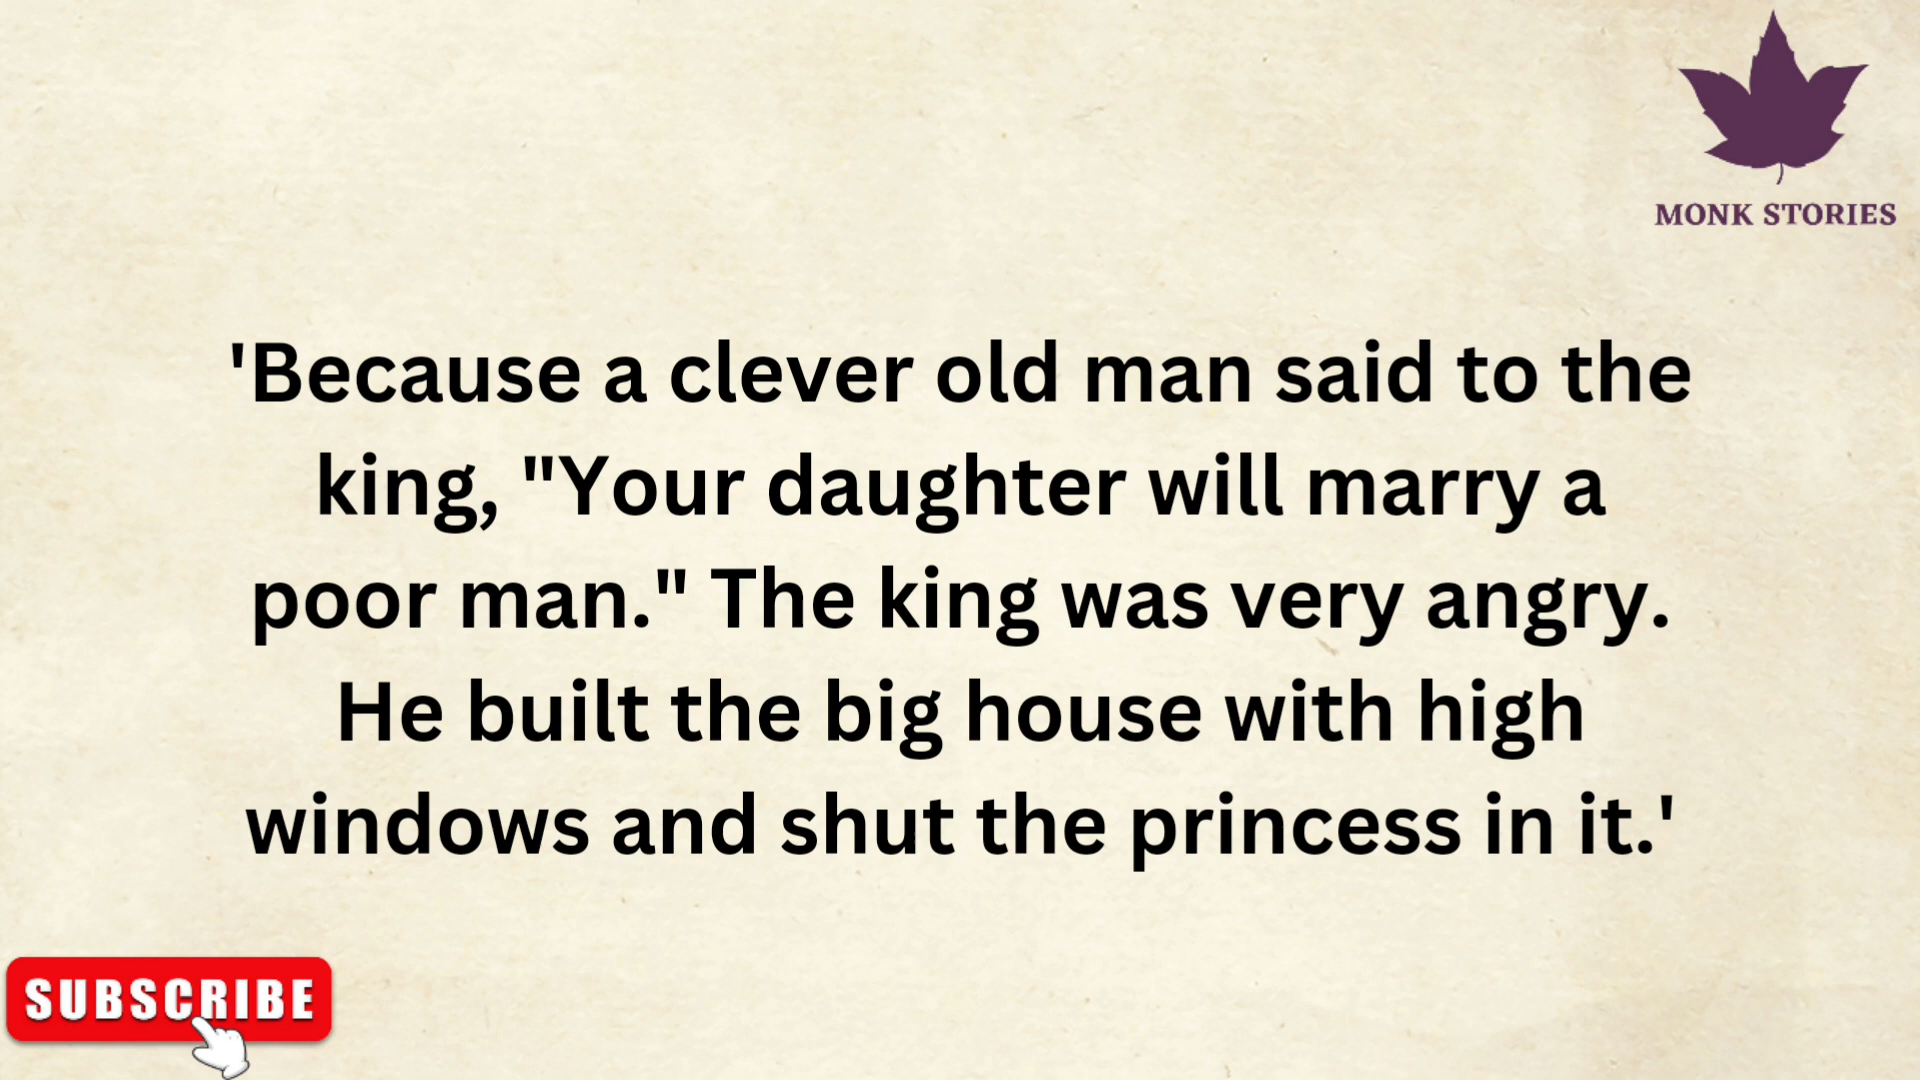 MONK STORIES
'Because a clever old man said to the
king, "Your daughter will marry a
poor man." The king was very angry.
He built the big house with high
windows and shut the princess in it.'
SUBSCRIBE